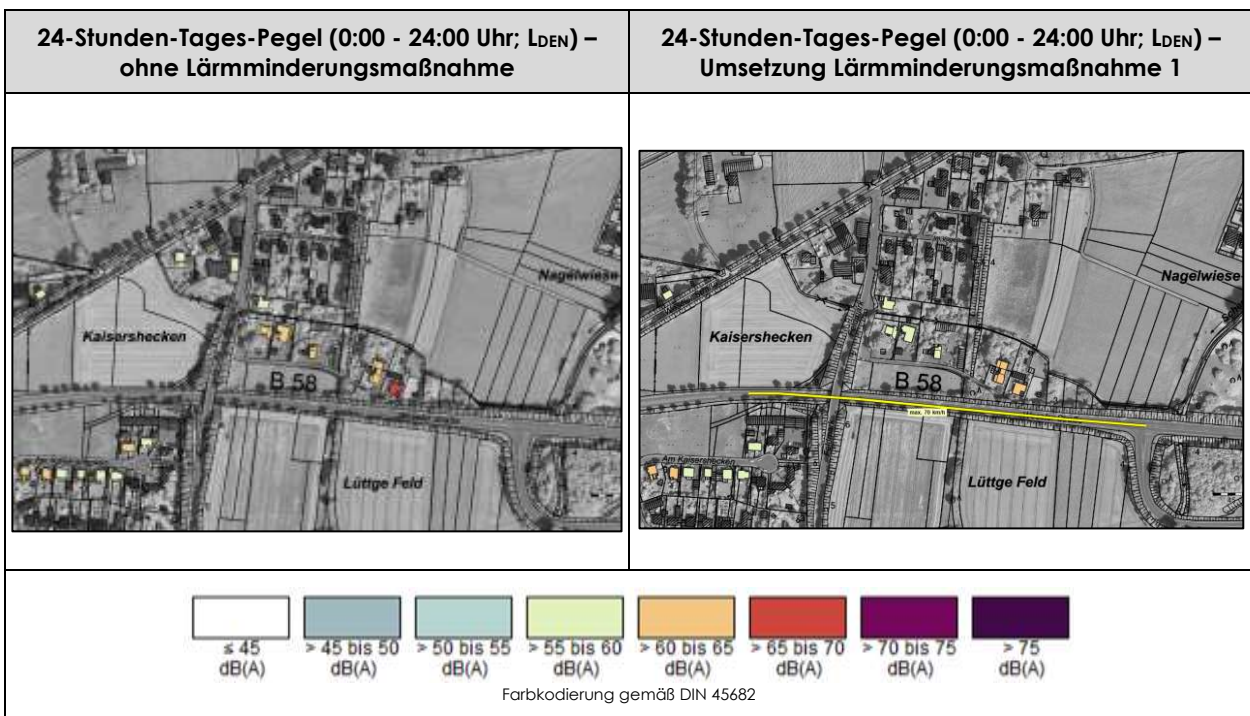 24-Stunden-Tages-Pegel (0:00 - 24:00 Uhr; LDEN) –
ohne Lärmminderungsmaßnahme
24-Stunden-Tages-Pegel (0:00 - 24:00 Uhr; LDEN) –
Umsetzung Lärmminderungsmaßnahme 1
Nagelwiese
Kaisershecken
B 58
Lüttge Feld
Nagelwiese
Kaisershecken
B 58
max. 70 km/h
Am Kaisershecken
Lüttge Feld
≤ 45
dB(A)
> 45 bis 50
dB(A)
> 50 bis 55
dB(A)
> 55 bis 60
dB(A)
> 60 bis 65
dB(A)
> 65 bis 70
dB(A)
> 70 bis 75
dB(A)
> 75
dB(A)
Farbkodierung gemäß DIN 45682